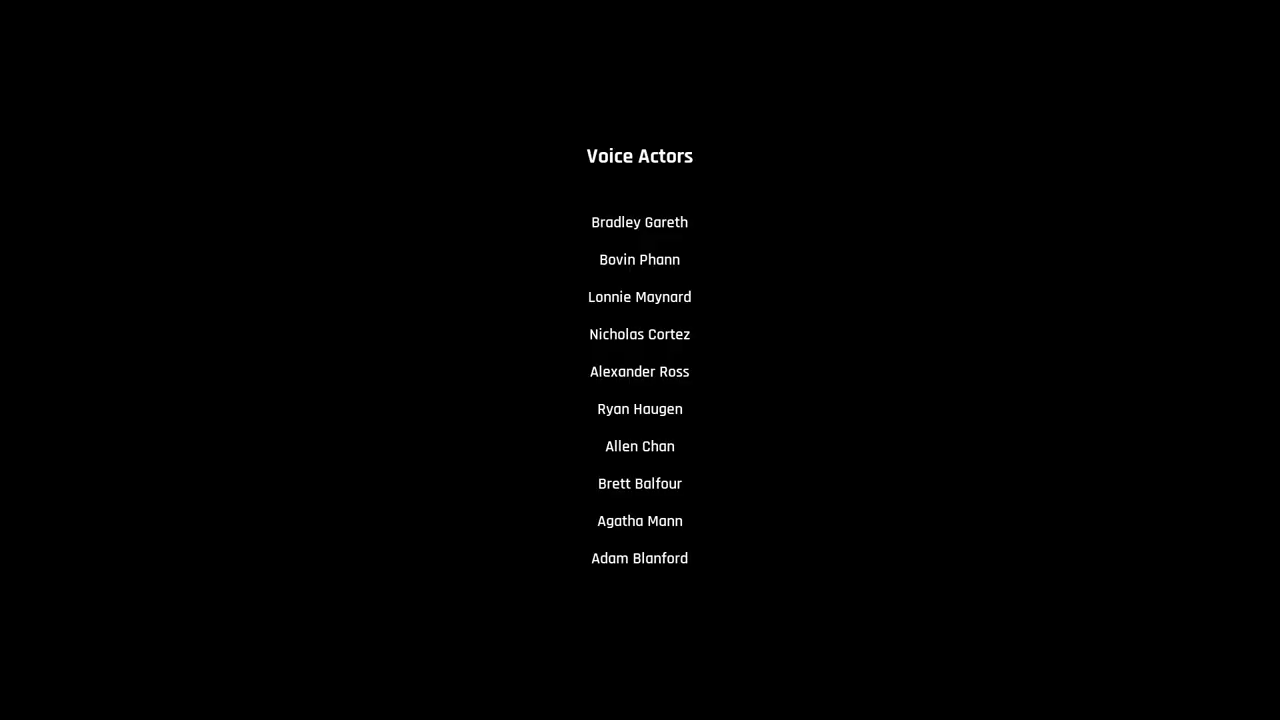 Voice Actors
Bradley Gareth
Bovin Phann
Lonnie Maynard
Nicholas Cortez
Alexander Ross
Ryan Haugen
Allen Chan
Brett Balfour
Agatha Mann
Adam Blanford